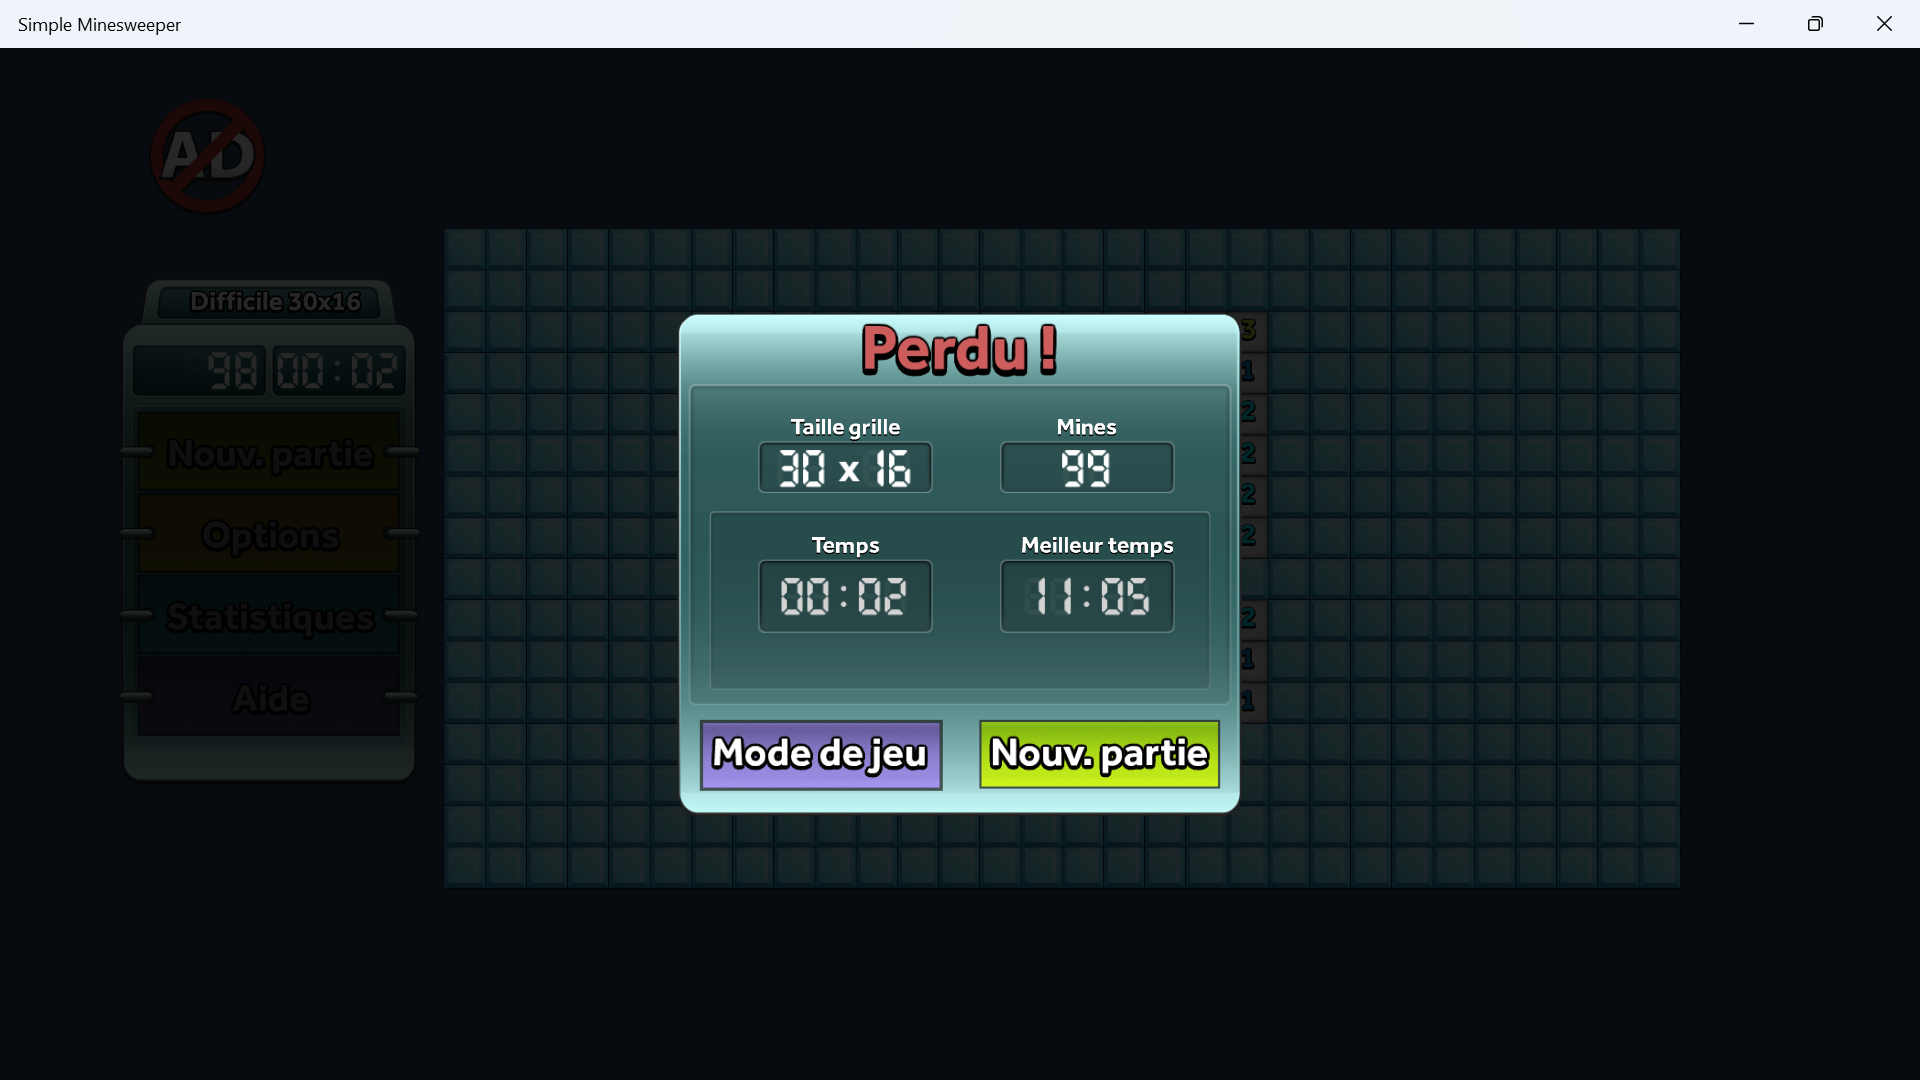 Simple Minesweeper
AD
Difficile 30x16
98 00:02
Nouv. partie
Options
Statistiques
Aide
Perdu !
Taille grille Mines
30 x 16 99
Temps Meilleur temps
00:02 11:05
Mode de jeu Nouv. partie
3
1
2
2
2
2
2
1
1